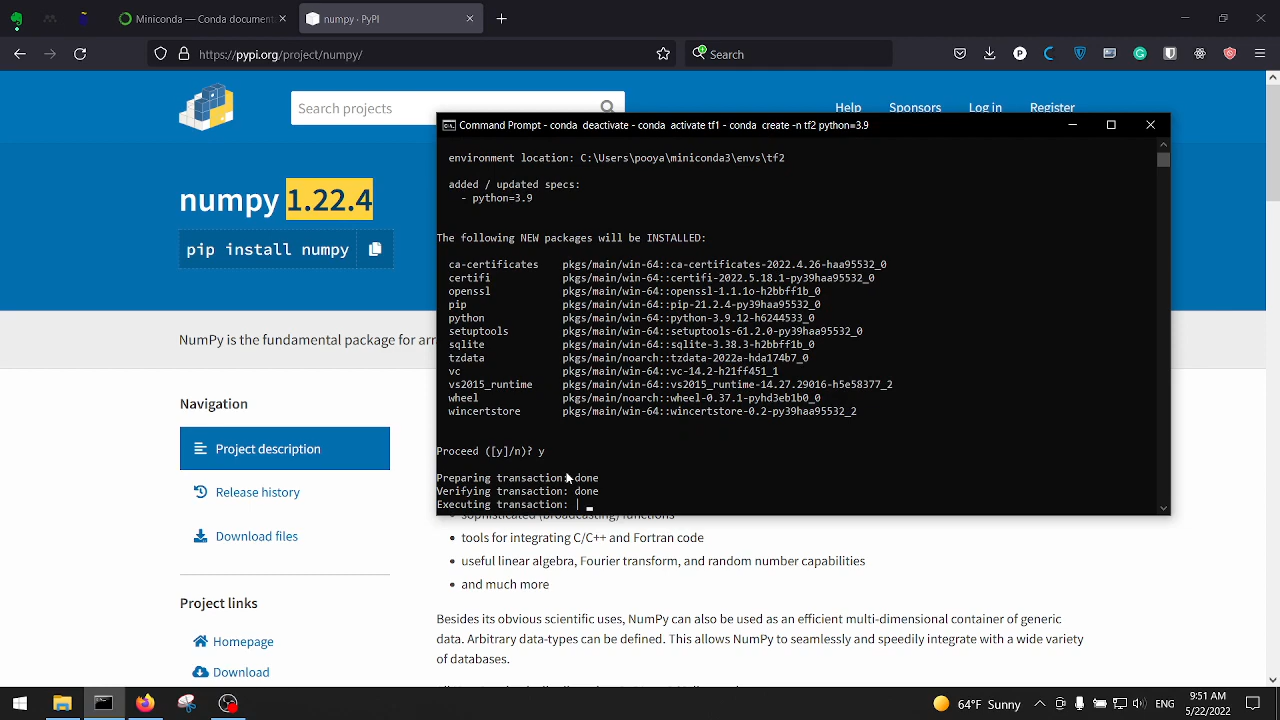 Miniconda — Conda documenta
numpy · PyPI
https://pypi.org/project/numpy/
Search
Search projects
Help
Sponsors
Log in
Register
numpy 1.22.4
pip install numpy
NumPy is the fundamental package for arr
Navigation
Project description
Release history
Download files
Project links
Homepage
Download
Command Prompt - conda  deactivate - conda  activate tf1 - conda  create -n tf2 python=3.9
environment location: C:\Users\pooya\miniconda3\envs\tf2
added / updated specs:
- python=3.9
The following NEW packages will be INSTALLED:
ca-certificates    pkgs/main/win-64::ca-certificates-2022.4.26-haa95532_0
certifi            pkgs/main/win-64::certifi-2022.5.18.1-py39haa95532_0
openssl            pkgs/main/win-64::openssl-1.1.1o-h2bbff1b_0
pip                pkgs/main/win-64::pip-21.2.4-py39haa95532_0
python             pkgs/main/win-64::python-3.9.12-h6244533_0
setuptools         pkgs/main/win-64::setuptools-61.2.0-py39haa95532_0
sqlite             pkgs/main/win-64::sqlite-3.38.3-h2bbff1b_0
tzdata             pkgs/main/noarch::tzdata-2022a-hda174b7_0
vc                 pkgs/main/win-64::vc-14.2-h21ff451_1
vs2015_runtime     pkgs/main/win-64::vs2015_runtime-14.27.29016-h5e58377_2
wheel              pkgs/main/noarch::wheel-0.37.1-pyhd3eb1b0_0
wincertstore       pkgs/main/win-64::wincertstore-0.2-py39haa95532_2
Proceed ([y]/n)? y
Preparing transaction: done
Verifying transaction: done
Executing transaction: | _
sophisticated (broadcasting) functions
tools for integrating C/C++ and Fortran code
useful linear algebra, Fourier transform, and random number capabilities
and much more
Besides its obvious scientific uses, NumPy can also be used as an efficient multi-dimensional container of generic
data. Arbitrary data-types can be defined. This allows NumPy to seamlessly and speedily integrate with a wide variety
of databases.
64°F Sunny
ENG
9:51 AM
5/22/2022